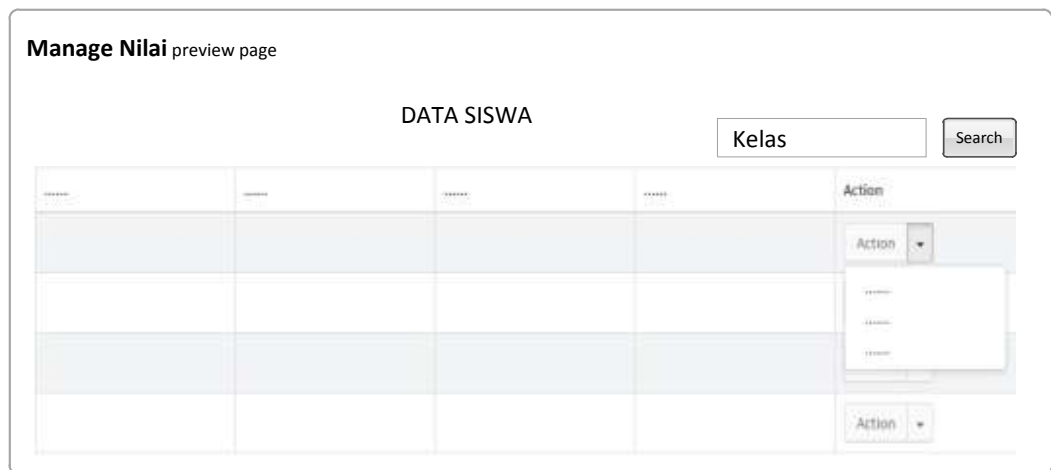 Manage Nilai preview page
DATA SISWA
Kelas
Search
...... ...... ...... ...... Action
Action
......
......
......
Action